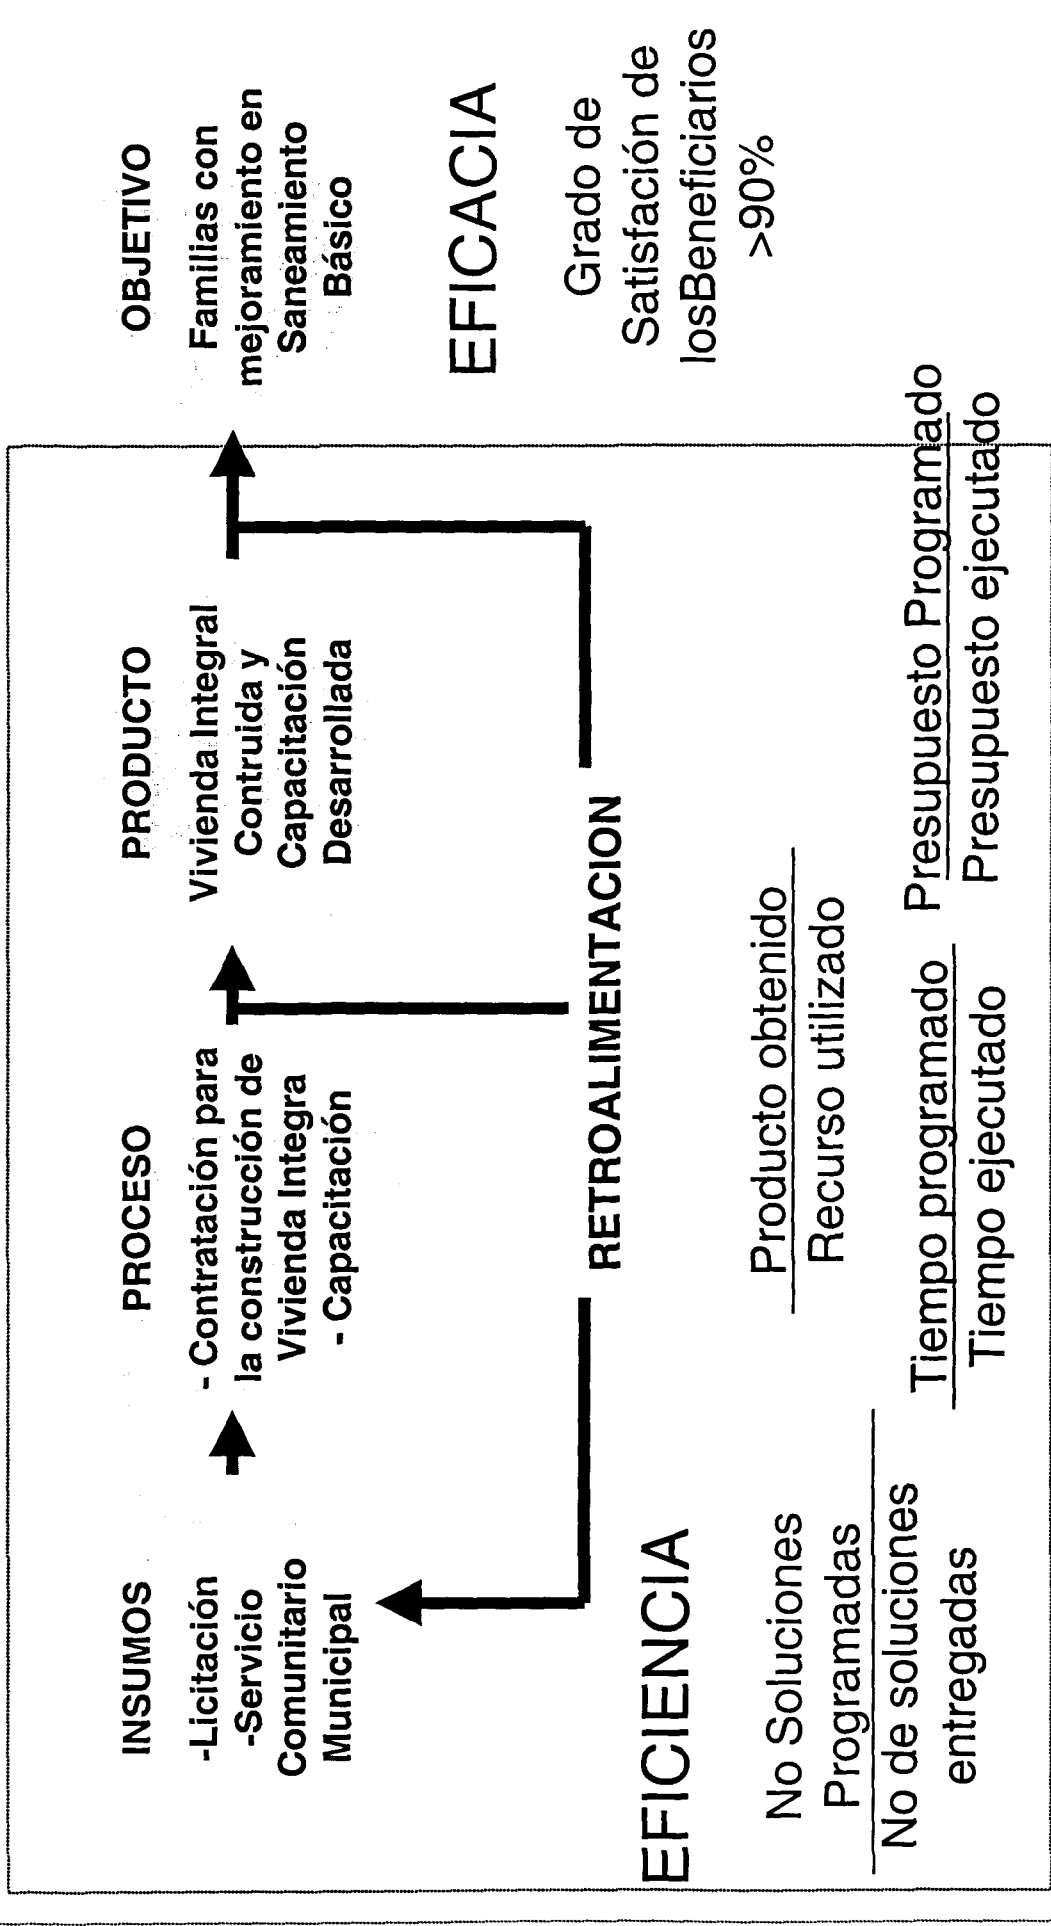 INSUMOS
-Licitación
-Servicio
Comunitario
Municipal
PROCESO
- Contratación para
la construcción de
Vivienda Integra
- Capacitación
PRODUCTO
Vivienda Integral
Contruida y
Capacitación
Desarrollada
OBJETIVO
Familias con
mejoramiento en
Saneamiento
Básico
RETROALIMENTACION
EFICIENCIA
No Soluciones
Programadas
No de soluciones
entregadas
Producto obtenido
Recurso utilizado
Tiempo programado
Tiempo ejecutado
Presupuesto Programado
Presupuesto ejecutado
EFICACIA
Grado de
Satisfación de
losBeneficiarios
>90%